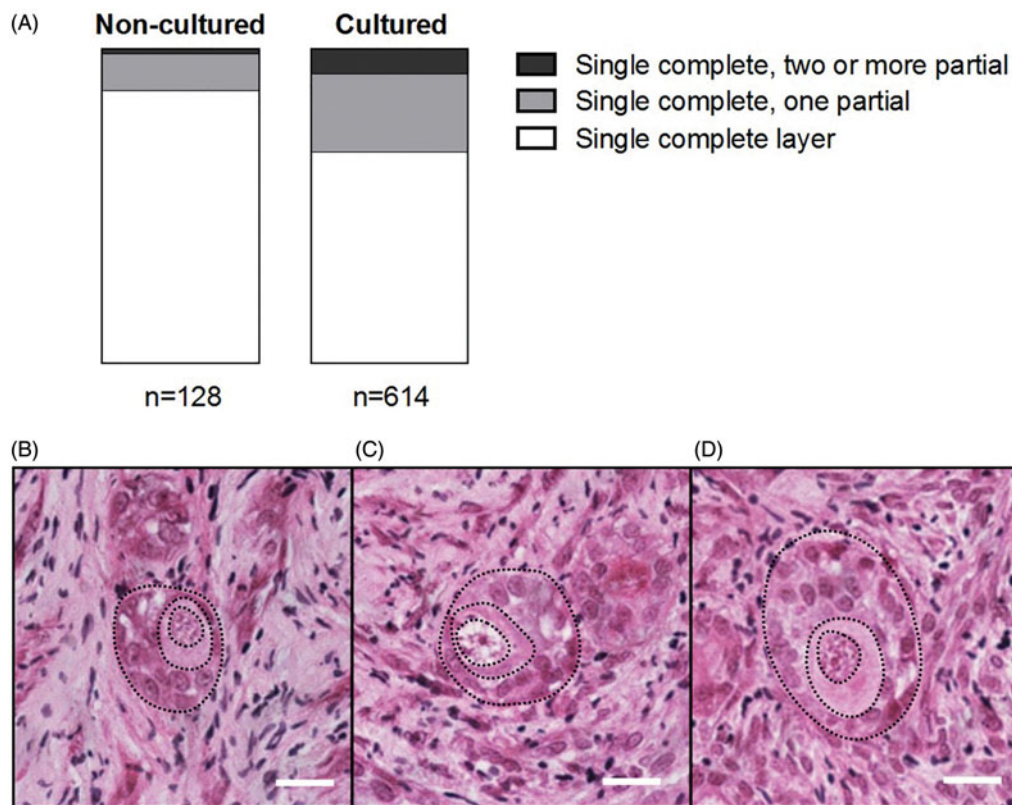 (A)
Non-cultured
Cultured
Single complete, two or more partial
Single complete, one partial
Single complete layer
n=128
n=614
(B)
(C)
(D)